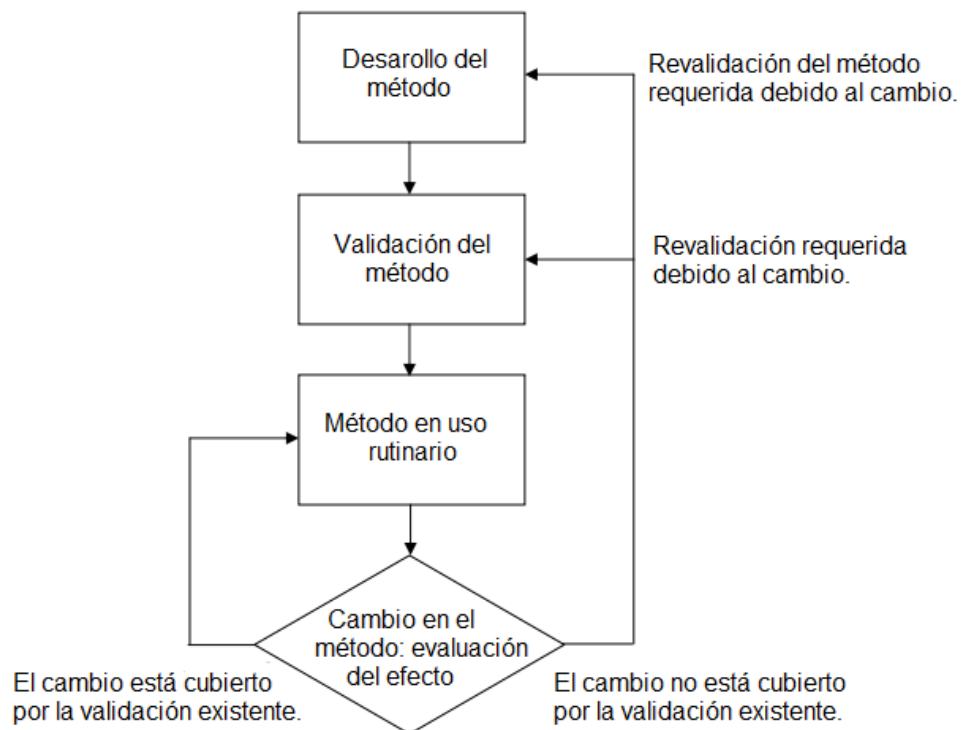 Desarollo del
método
Revalidación del método
requerida debido al cambio.
Validación del
método
Revalidación requerida
debido al cambio.
Método en uso
rutinario
Cambio en el
método: evaluación
del efecto
El cambio está cubierto
por la validación existente.
El cambio no está cubierto
por la validación existente.